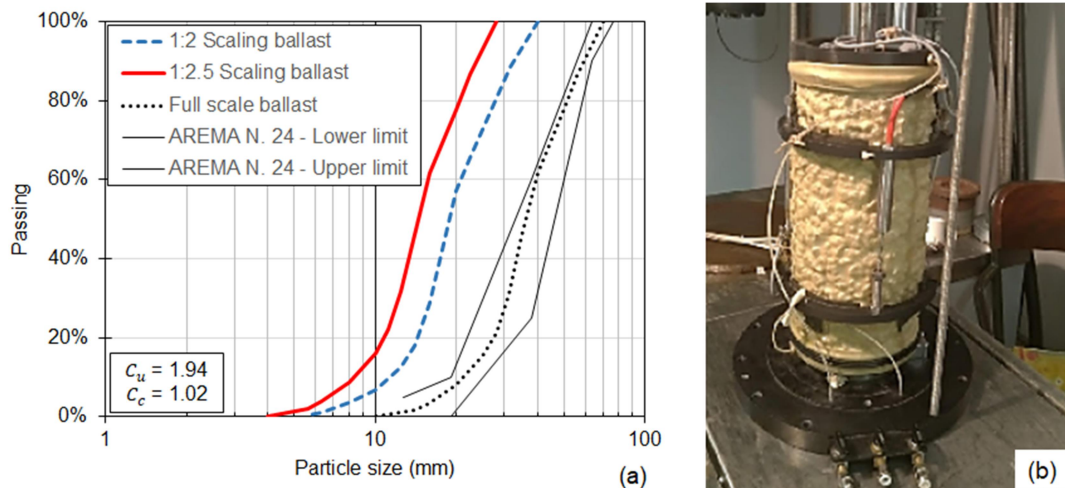 100%
80%
60%
40%
20%
0%
Passing
1:2 Scaling ballast
1:2.5 Scaling ballast
Full scale ballast
AREMA N. 24 - Lower limit
AREMA N. 24 - Upper limit
Cu = 1.94
Cc = 1.02
1 10 100
Particle size (mm)
(a)
(b)